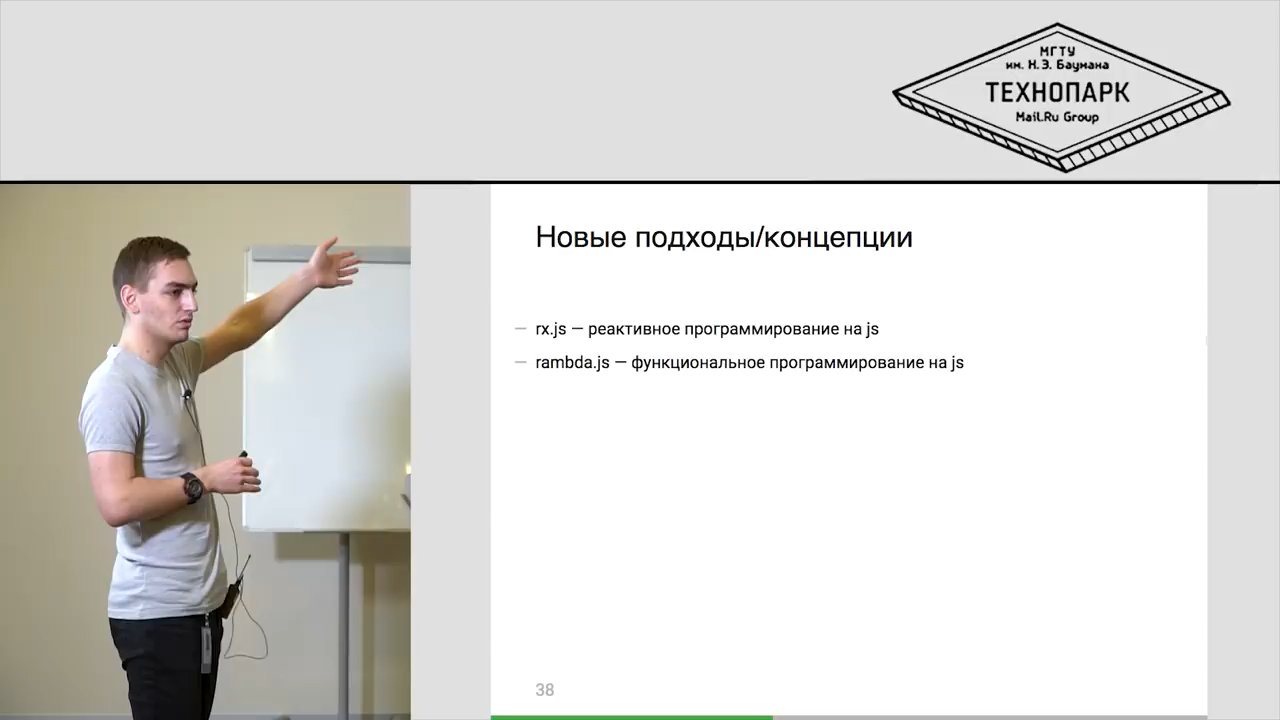 МГТУ
им. Н.Э. Баумана
ТЕХНОПАРК
Mail.Ru Group
Новые подходы/концепции
— rx.js — реактивное программирование на js
— rambda.js — функциональное программирование на js
38